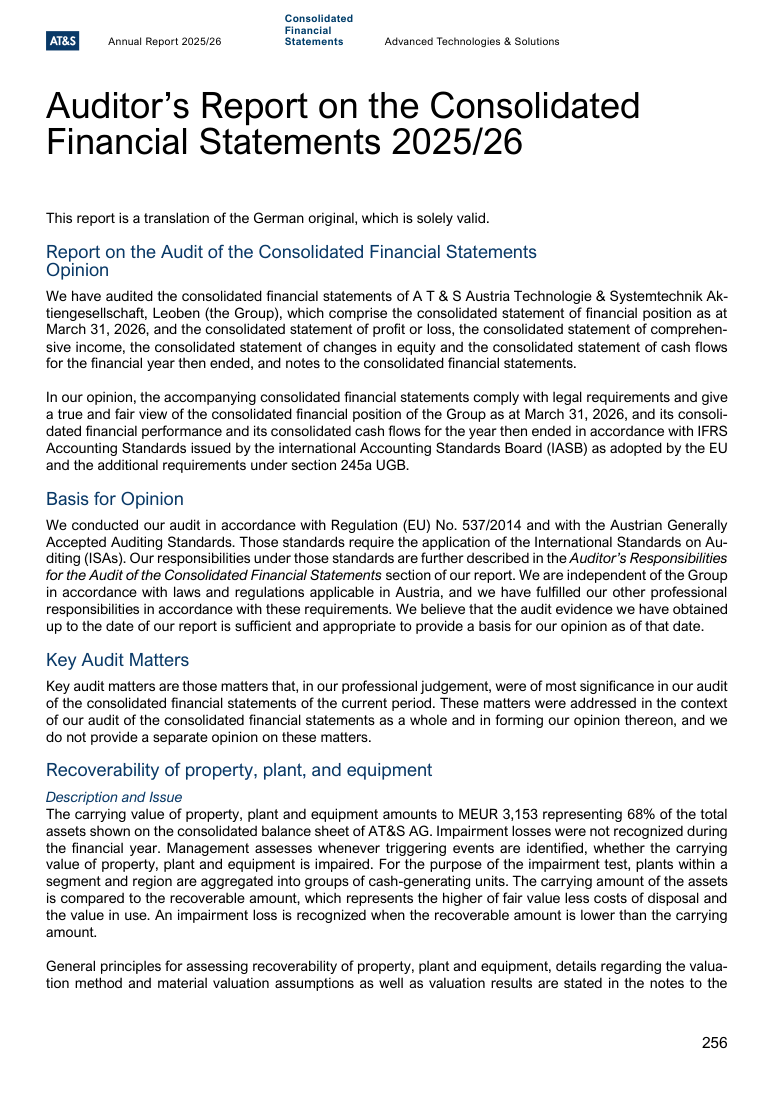 Consolidated
Financial
Statements
AT&S
Annual Report 2025/26
Advanced Technologies & Solutions
Auditor’s Report on the Consolidated
Financial Statements 2025/26
This report is a translation of the German original, which is solely valid.
Report on the Audit of the Consolidated Financial Statements
Opinion
We have audited the consolidated financial statements of A T & S Austria Technologie & Systemtechnik Ak-
tiengesellschaft, Leoben (the Group), which comprise the consolidated statement of financial position as at
March 31, 2026, and the consolidated statement of profit or loss, the consolidated statement of comprehen-
sive income, the consolidated statement of changes in equity and the consolidated statement of cash flows
for the financial year then ended, and notes to the consolidated financial statements.
In our opinion, the accompanying consolidated financial statements comply with legal requirements and give
a true and fair view of the consolidated financial position of the Group as at March 31, 2026, and its consoli-
dated financial performance and its consolidated cash flows for the year then ended in accordance with IFRS
Accounting Standards issued by the international Accounting Standards Board (IASB) as adopted by the EU
and the additional requirements under section 245a UGB.
Basis for Opinion
We conducted our audit in accordance with Regulation (EU) No. 537/2014 and with the Austrian Generally
Accepted Auditing Standards. Those standards require the application of the International Standards on Au-
diting (ISAs). Our responsibilities under those standards are further described in the Auditor’s Responsibilities
for the Audit of the Consolidated Financial Statements section of our report. We are independent of the Group
in accordance with laws and regulations applicable in Austria, and we have fulfilled our other professional
responsibilities in accordance with these requirements. We believe that the audit evidence we have obtained
up to the date of our report is sufficient and appropriate to provide a basis for our opinion as of that date.
Key Audit Matters
Key audit matters are those matters that, in our professional judgement, were of most significance in our audit
of the consolidated financial statements of the current period. These matters were addressed in the context
of our audit of the consolidated financial statements as a whole and in forming our opinion thereon, and we
do not provide a separate opinion on these matters.
Recoverability of property, plant, and equipment
Description and Issue
The carrying value of property, plant and equipment amounts to MEUR 3,153 representing 68% of the total
assets shown on the consolidated balance sheet of AT&S AG. Impairment losses were not recognized during
the financial year. Management assesses whenever triggering events are identified, whether the carrying
value of property, plant and equipment is impaired. For the purpose of the impairment test, plants within a
segment and region are aggregated into groups of cash-generating units. The carrying amount of the assets
is compared to the recoverable amount, which represents the higher of fair value less costs of disposal and
the value in use. An impairment loss is recognized when the recoverable amount is lower than the carrying
amount.
General principles for assessing recoverability of property, plant and equipment, details regarding the valua-
tion method and material valuation assumptions as well as valuation results are stated in the notes to the
256